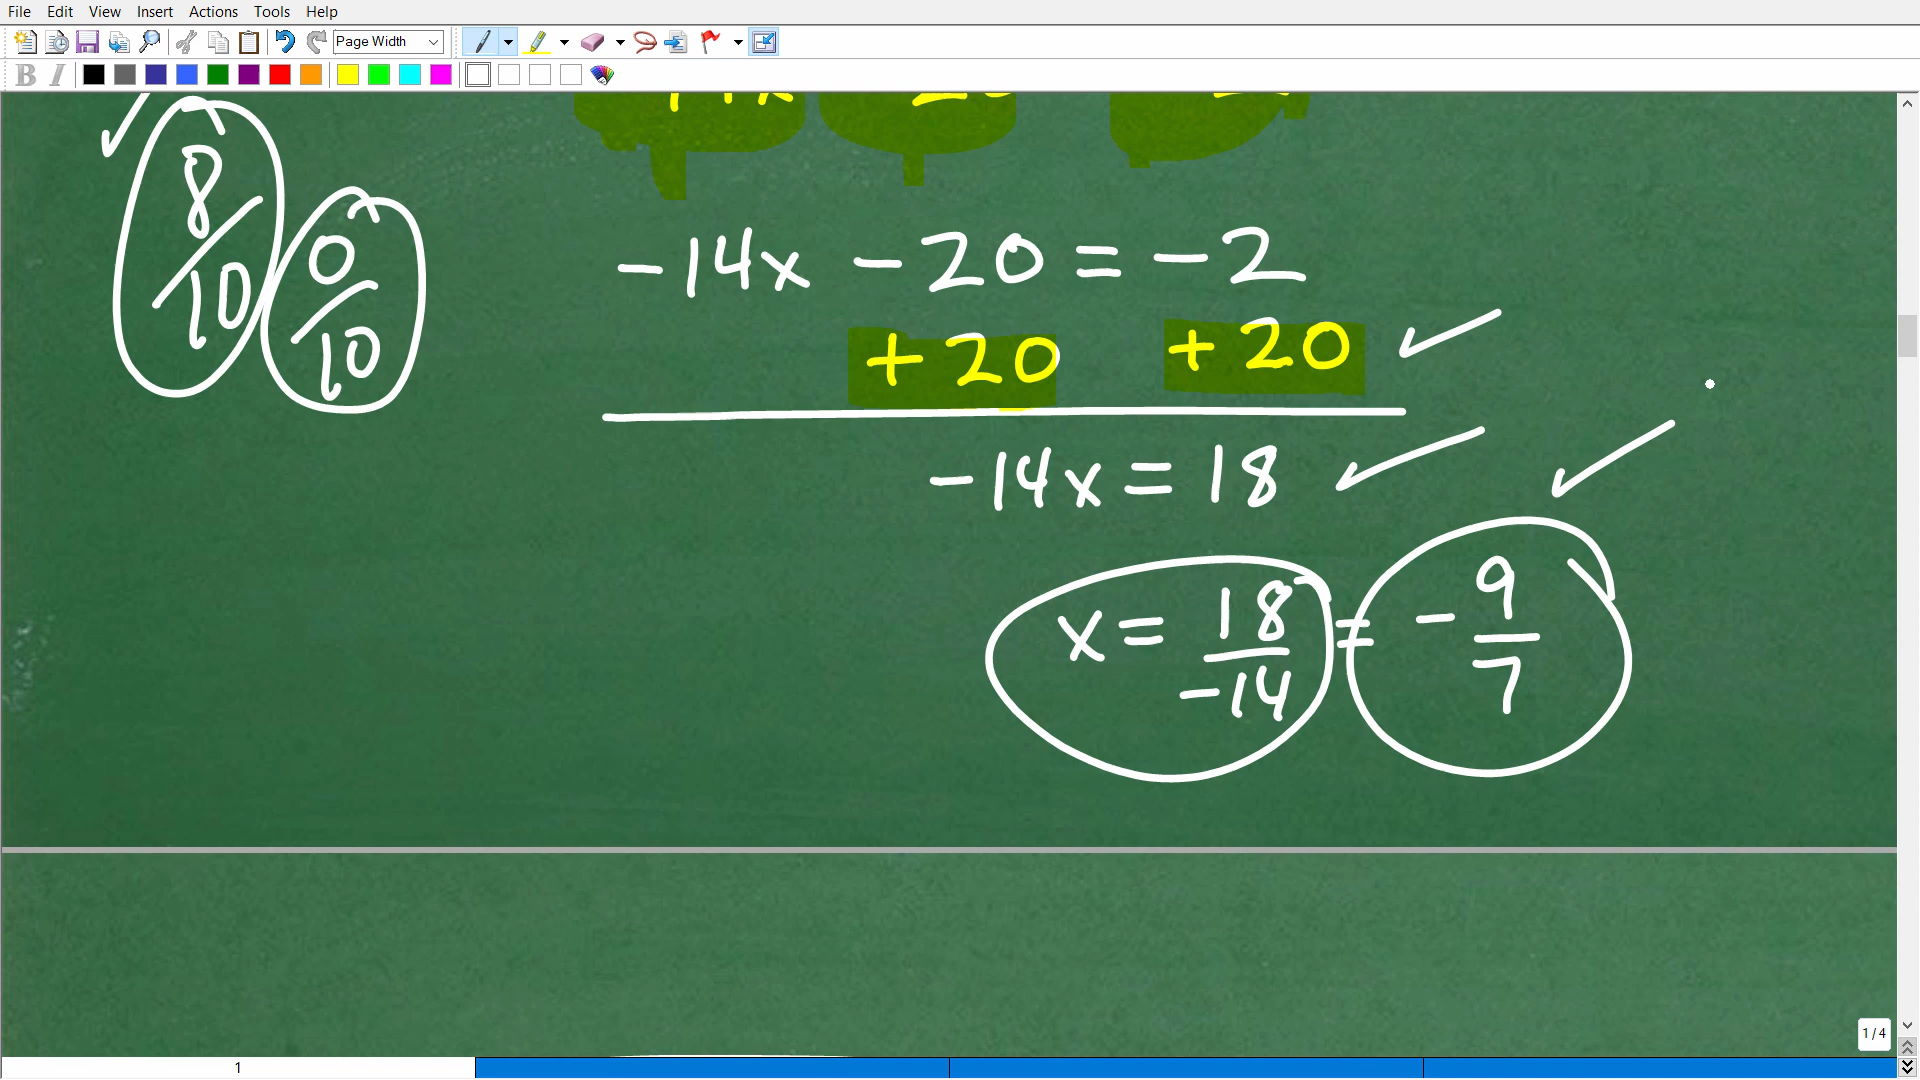 File Edit View Insert Actions Tools Help
Page Width
B I
8/10
0/10
-14x -20 = -2
+20 +20
-14x = 18
x = 18/-14 = -9/7
1 / 4
1